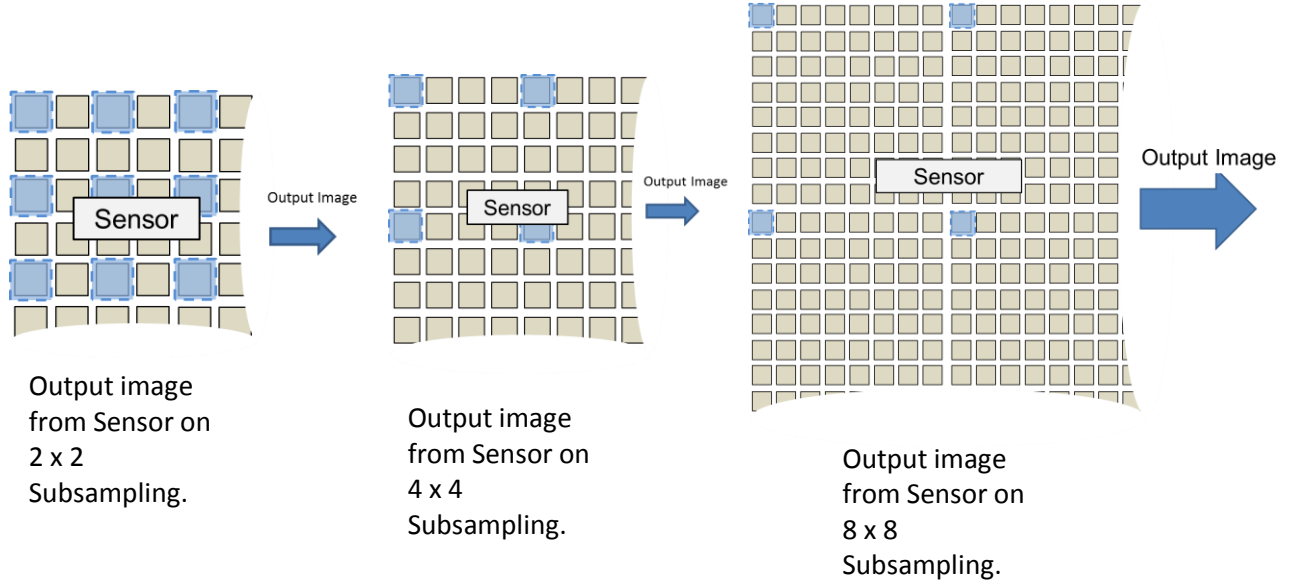 Sensor
Output Image
Output image
from Sensor on
2 x 2
Subsampling.
Sensor
Output Image
Output image
from Sensor on
4 x 4
Subsampling.
Sensor
Output Image
Output image
from Sensor on
8 x 8
Subsampling.